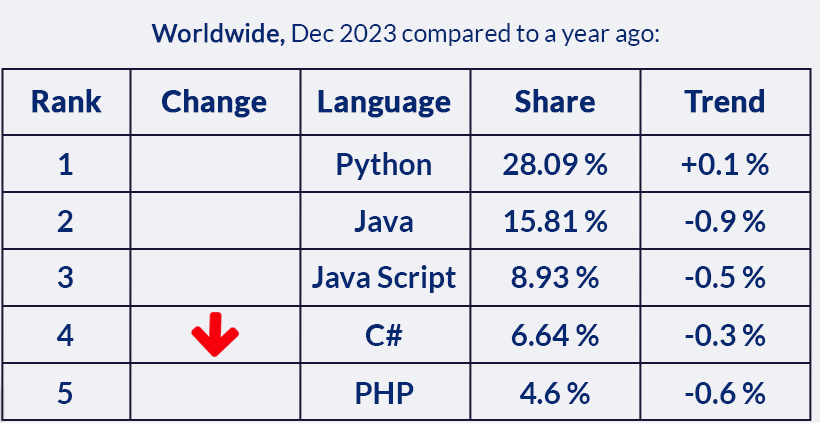 Worldwide, Dec 2023 compared to a year ago:
Rank Change Language Share Trend
1 Python 28.09 % +0.1 %
2 Java 15.81 % -0.9 %
3 Java Script 8.93 % -0.5 %
4 C# 6.64 % -0.3 %
5 PHP 4.6 % -0.6 %